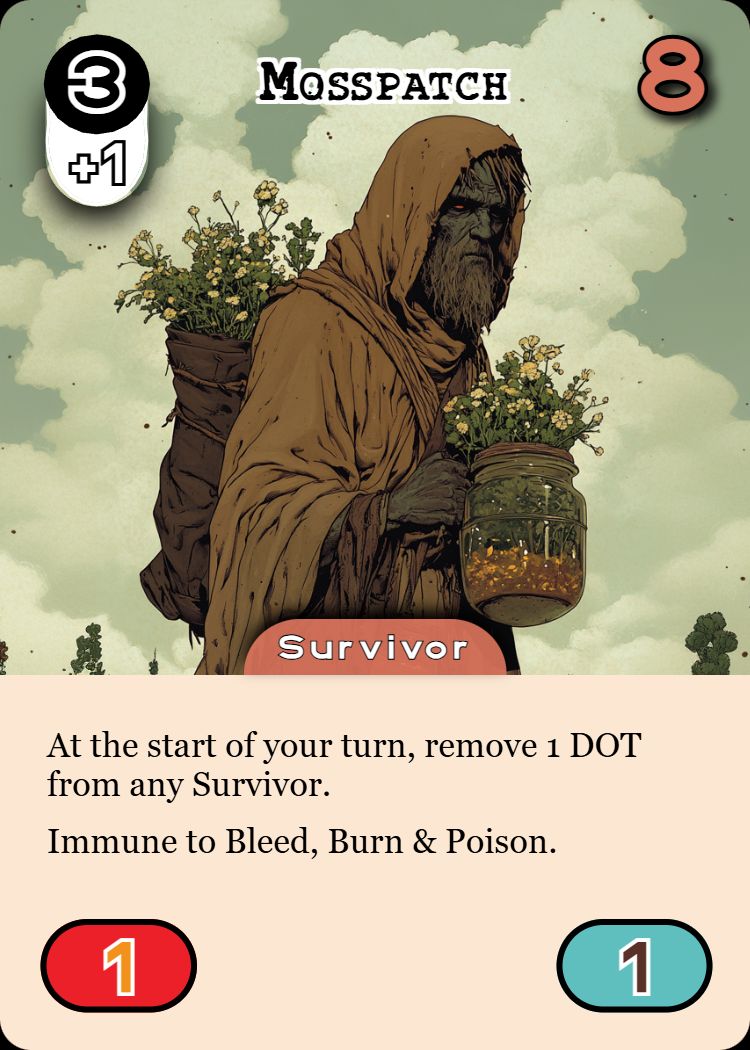 3
Mosspatch
8
+1
Survivor
At the start of your turn, remove 1 DOT
from any Survivor.
Immune to Bleed, Burn & Poison.
1
1